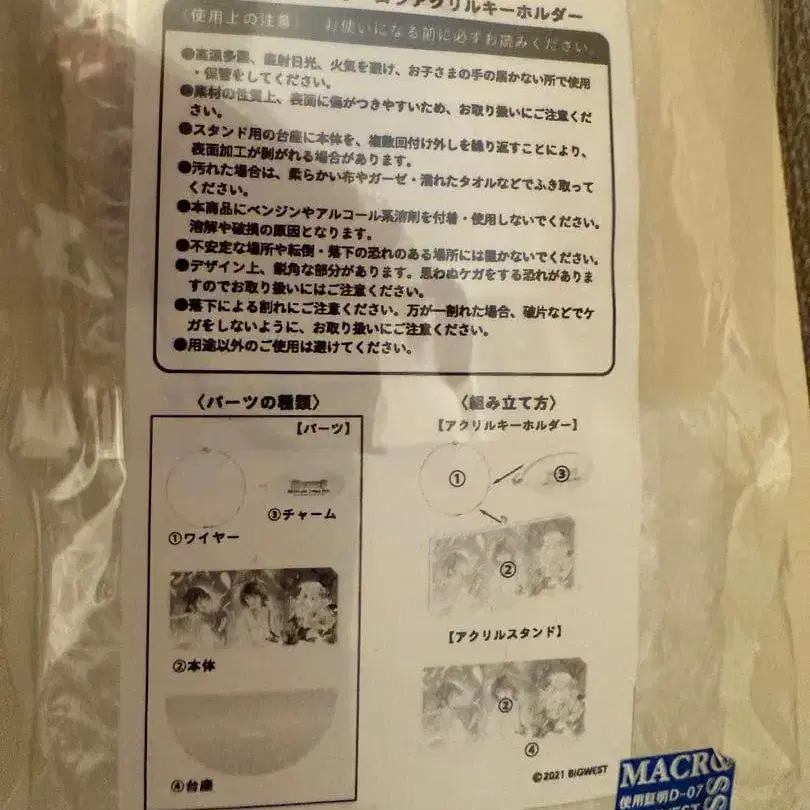 アクリルキーホルダー
〈使用上の注意〉 お使いになる前に必ずお読みください。
●高温多湿、直射日光、火気を避け、お子さまの手の届かない所で使用
・保管をしてください。
●素材の性質上、表面に傷がつきやすいため、お取り扱いにご注意くだ
さい。
●スタンド用の台座に本体を、複数回付け外しを繰り返すことにより、
表面加工が剝がれる場合があります。
●汚れた場合は、柔らかい布やガーゼ・濡れたタオルなどでふき取って
ください。
●本商品にベンジンやアルコール系溶剤を付着・使用しないでください。
溶解や破損の原因となります。
●不安定な場所や転倒・落下の恐れのある場所には置かないでください。
●デザイン上、鋭角な部分があります。思わぬケガをする恐れがありま
すのでお取り扱いにはご注意ください。
●落下による割れにご注意ください。万が一割れた場合、破片などでケ
ガをしないように、お取り扱いにご注意ください。
●用途以外のご使用は避けてください。
〈パーツの種類〉
【パーツ】
①ワイヤー
③チャーム
②本体
④台座
〈組み立て方〉
【アクリルキーホルダー】
①
③
②
【アクリルスタンド】
②
④
©2021 BIGWEST
MACRO
使用証明D-07